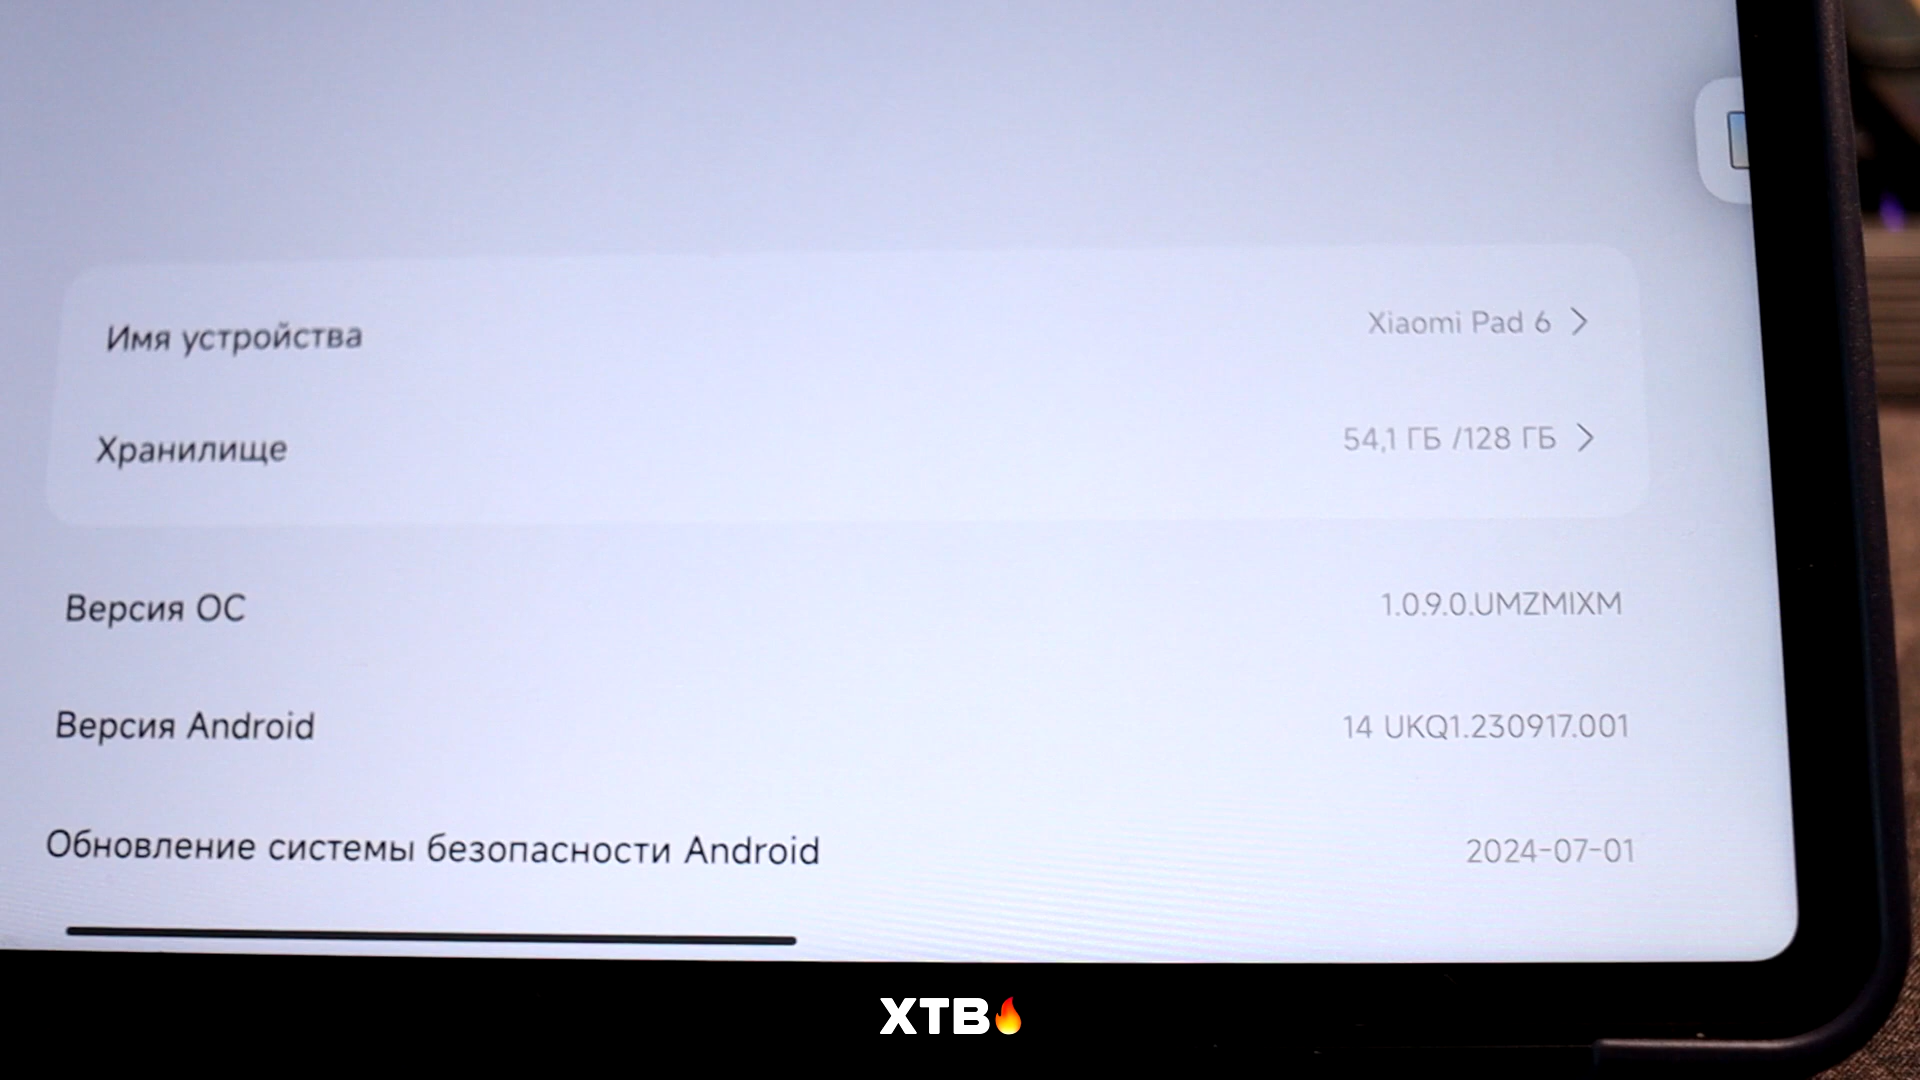 Имя устройства
Xiaomi Pad 6
Хранилище
54,1 ГБ /128 ГБ
Версия ОС
1.0.9.0.UMZMIXM
Версия Android
14 UKQ1.230917.001
Обновление системы безопасности Android
2024-07-01
XTB🔥